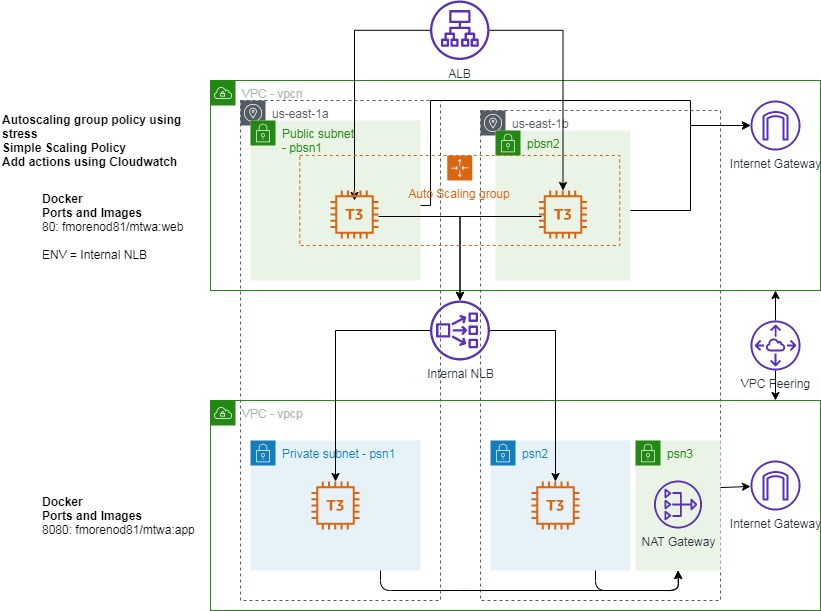 ALB
VPC - vpcn
us-east-1a
us-east-1b
Public subnet
- pbsn1
pbsn2
Auto Scaling group
T3
T3
Internet Gateway
Autoscaling group policy using
stress
Simple Scaling Policy
Add actions using Cloudwatch
Docker
Ports and Images
80: fmorenod81/mtwa:web
ENV = Internal NLB
Internal NLB
VPC Peering
VPC - vpcp
Private subnet - psn1
psn2
psn3
T3
T3
NAT Gateway
Internet Gateway
Docker
Ports and Images
8080: fmorenod81/mtwa:app